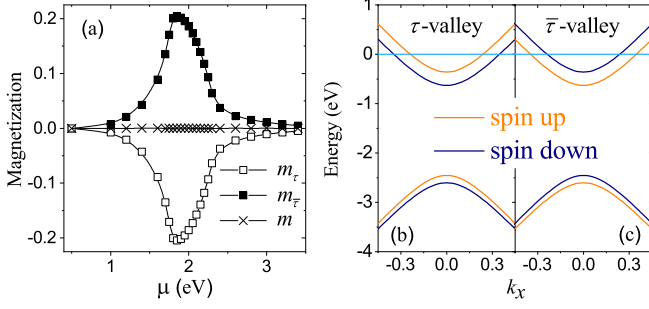 (a)
Magnetization
0.2
0.1
0.0
-0.1
-0.2
m_τ
m_τ̄
m
1
2
3
μ (eV)
τ-valley
τ̄-valley
Energy (eV)
0
-1
-2
-3
-4
spin up
spin down
(b)
(c)
-0.3 0.0 0.3
-0.3 0.0 0.3
k_x